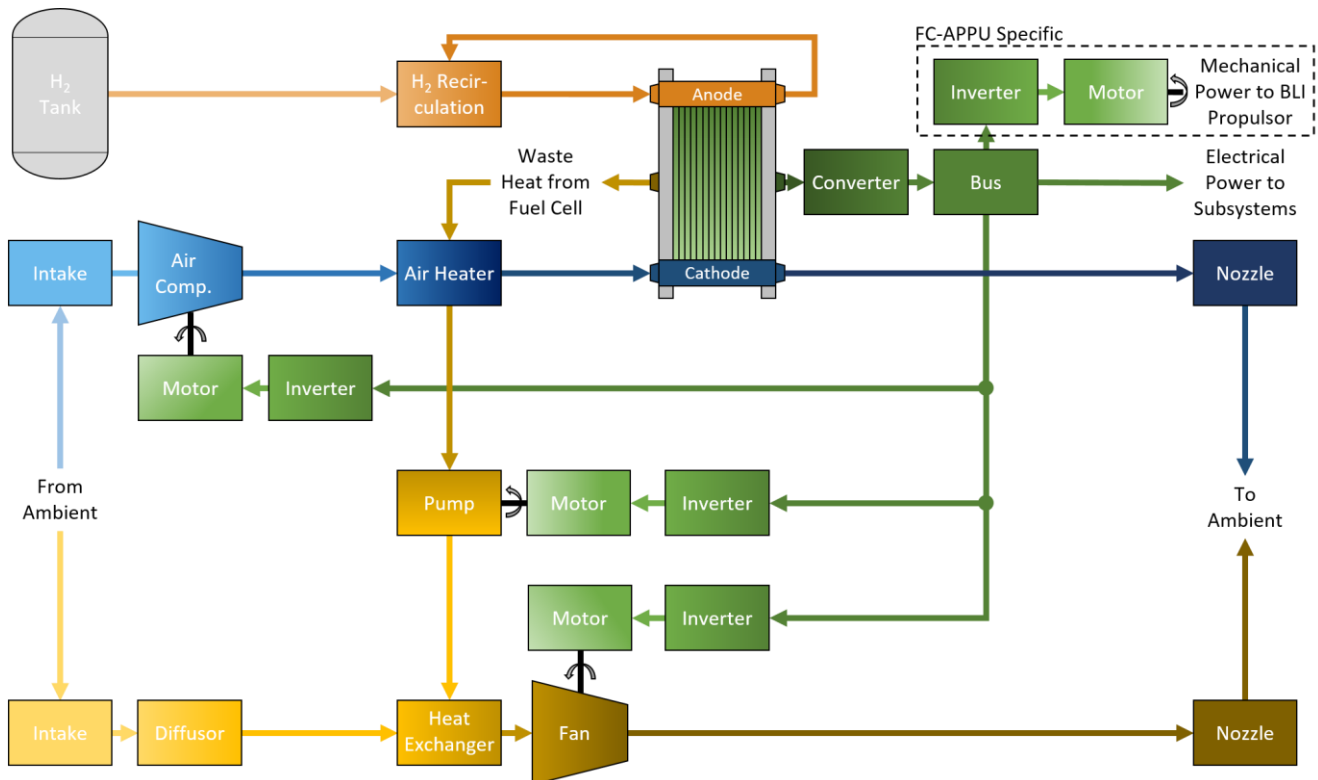 FC-APPU Specific
H₂
Tank
H₂ Recir-
culation
Anode
Inverter
Motor
Mechanical
Power to BLI
Propulsor
Waste
Heat from
Fuel Cell
Converter
Bus
Electrical
Power to
Subsystems
Intake
Air
Comp.
Air Heater
Cathode
Nozzle
Motor
Inverter
From
Ambient
Pump
Motor
Inverter
To
Ambient
Motor
Inverter
Intake
Diffusor
Heat
Exchanger
Fan
Nozzle